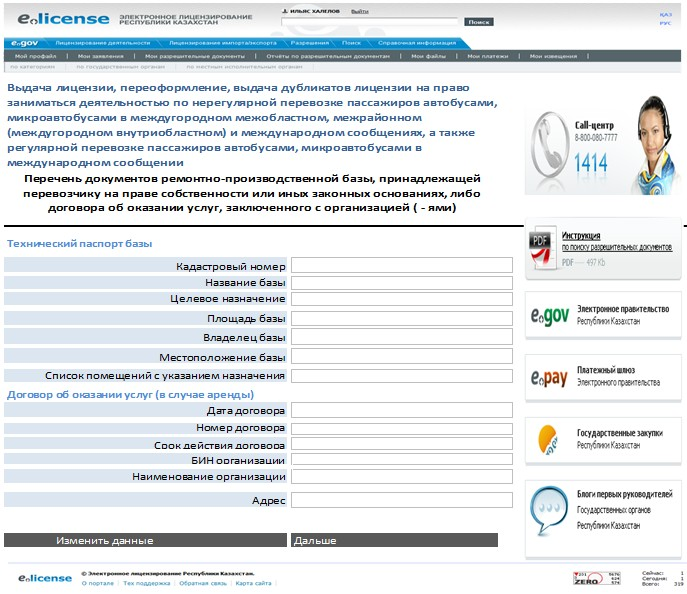 e.license
ЭЛЕКТРОННОЕ ЛИЦЕНЗИРОВАНИЕ
РЕСПУБЛИКИ КАЗАХСТАН
ИЛЬЯС ХАЛЕЛОВ Выйти
Поиск
ҚАЗ
РУС
e.gov Лицензирование деятельности Лицензирование импорта/экспорта Разрешения Поиск Справочная информация
Мой профиль | Мои заявления | Мои разрешительные документы | Отчёты по разрешительным документам | Мои файлы | Мои платежи | Мои извещения
по категориям | по государственным органам | по местным исполнительным органам
Выдача лицензии, переоформление, выдача дубликатов лицензии на право
заниматься деятельностью по нерегулярной перевозке пассажиров автобусами,
микроавтобусами в междугородном межобластном, межрайонном
(междугородном внутриобластном) и международном сообщениях, а также
регулярной перевозке пассажиров автобусами, микроавтобусами в
международном сообщении
Перечень документов ремонтно-производственной базы, принадлежащей
перевозчику на праве собственности или иных законных основаниях, либо
договора об оказании услуг, заключенного с организацией ( - ями)
Технический паспорт базы
Кадастровый номер
Название базы
Целевое назначение
Площадь базы
Владелец базы
Местоположение базы
Список помещений с указанием назначения
Договор об оказании услуг (в случае аренды)
Дата договора
Номер договора
Срок действия договора
БИН организации
Наименование организации
Адрес
Изменить данные Дальше
Call-центр
8-800-080-7777
1414
PDF
Инструкция
по поиску разрешительных документов
PDF — 497 Kb
e.gov
Электронное правительство
Республики Казахстан
e.pay
Платежный шлюз
Электронного правительства
Государственные закупки
Республики Казахстан
Блоги первых руководителей
Государственных органов
Республики Казахстан
e.license
© Электронное лицензирование Республики Казахстан.
О портале | Тех поддержка | Обратная связь | Карта сайта
ZERO
Сейчас: 1
Сегодня: 1
Всего: 319